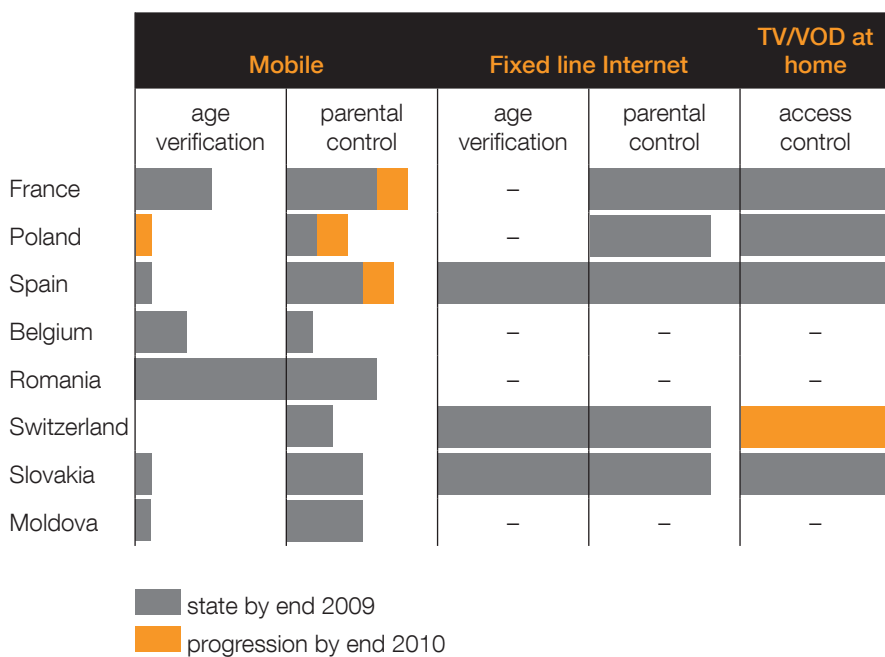 Mobile Fixed line Internet TV/VOD at
home
age
verification
parental
control
age
verification
parental
control
access
control
France –
Poland –
Spain
Belgium – – –
Romania – – –
Switzerland
Slovakia
Moldova – – –
state by end 2009
progression by end 2010